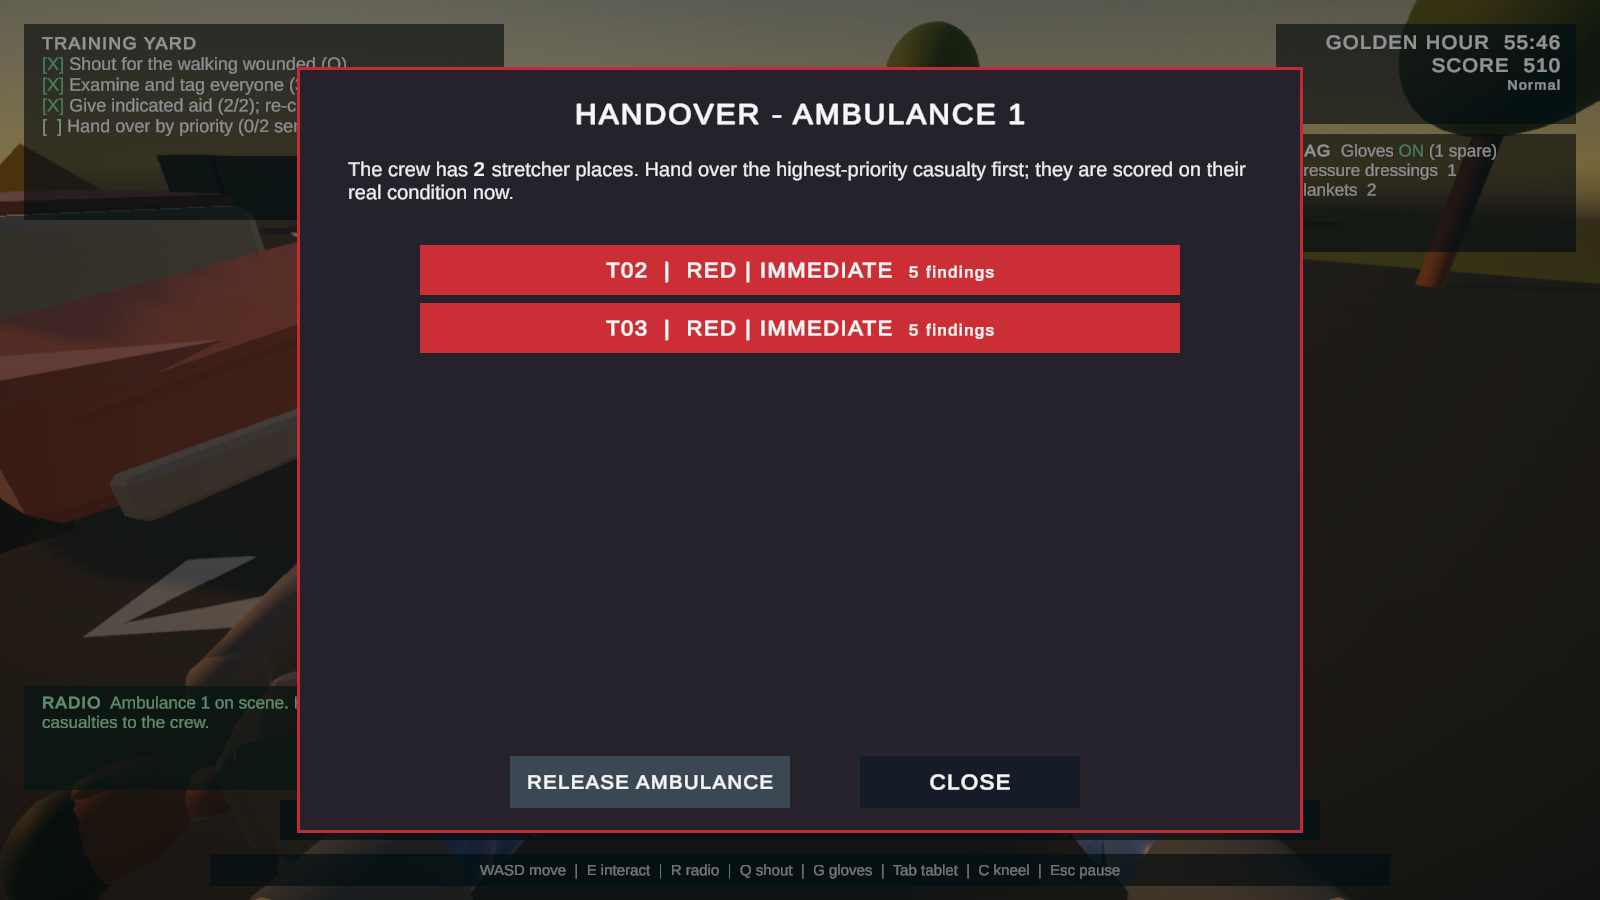 TRAINING YARD
[X] Shout for the walking wounded (Q)
[X] Examine and tag everyone (
[X] Give indicated aid (2/2); re-c
[ ] Hand over by priority (0/2 ser
GOLDEN HOUR 55:46
SCORE 510
Normal
AG Gloves ON (1 spare)
ressure dressings 1
lankets 2
HANDOVER - AMBULANCE 1
The crew has 2 stretcher places. Hand over the highest-priority casualty first; they are scored on their
real condition now.
T02 | RED | IMMEDIATE 5 findings
T03 | RED | IMMEDIATE 5 findings
RADIO Ambulance 1 on scene.
casualties to the crew.
RELEASE AMBULANCE
CLOSE
WASD move | E interact | R radio | Q shout | G gloves | Tab tablet | C kneel | Esc pause